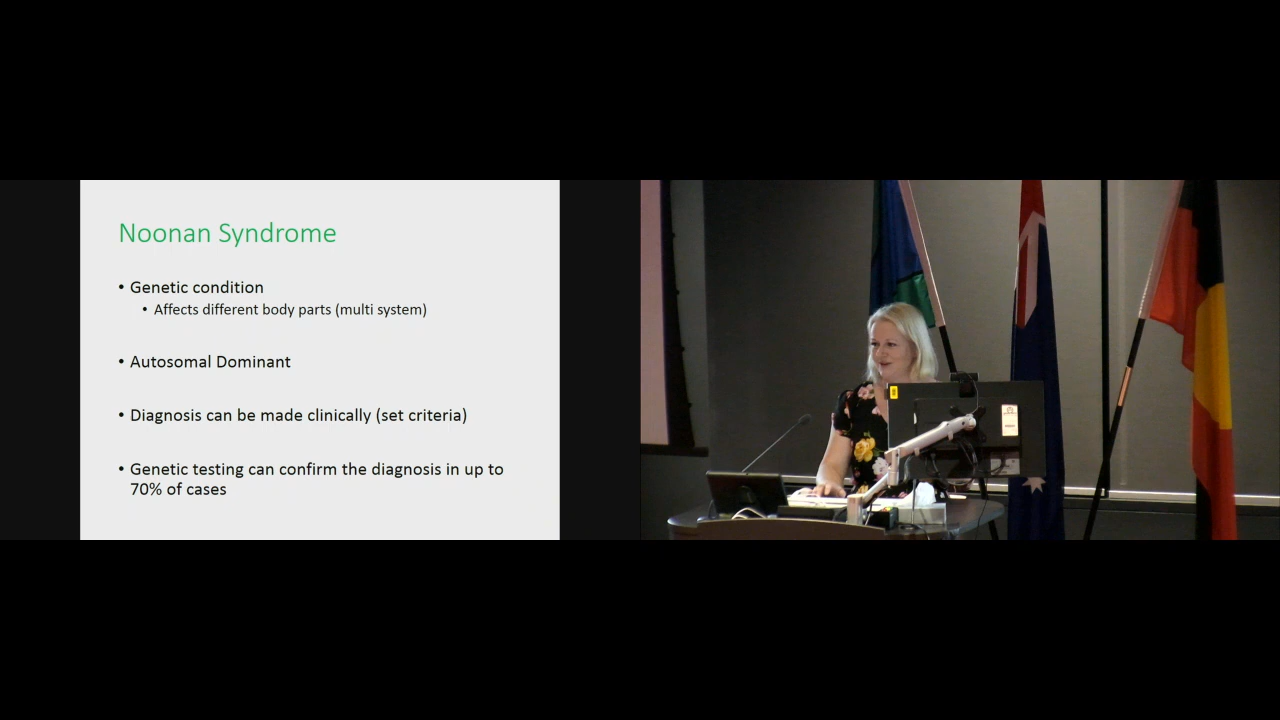 Noonan Syndrome
• Genetic condition
• Affects different body parts (multi system)
• Autosomal Dominant
• Diagnosis can be made clinically (set criteria)
• Genetic testing can confirm the diagnosis in up to
70% of cases